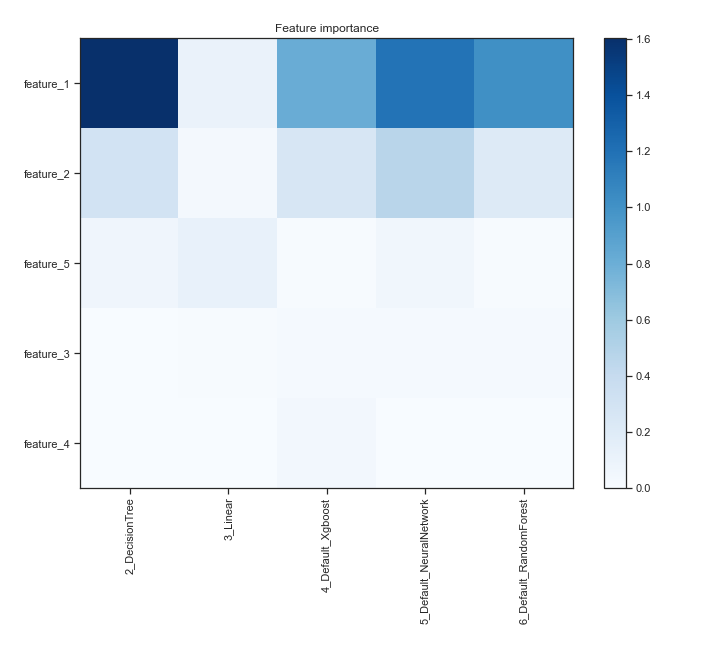 Feature importance
feature_1
feature_2
feature_5
feature_3
feature_4
2_DecisionTree
3_Linear
4_Default_Xgboost
5_Default_NeuralNetwork
6_Default_RandomForest
1.6
1.4
1.2
1.0
0.8
0.6
0.4
0.2
0.0